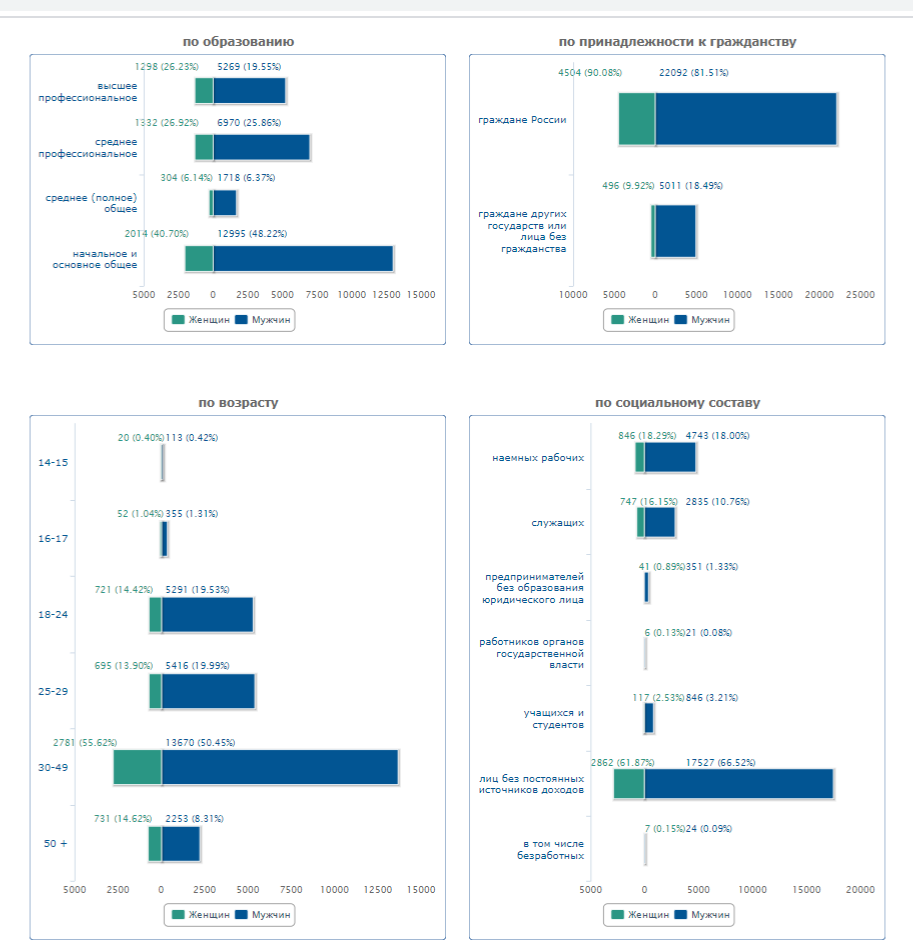 по образованию
1298 (26.23%) 5269 (19.55%)
высшее
профессиональное
1332 (26.92%) 6970 (25.86%)
среднее
профессиональное
304 (6.14%) 1718 (6.37%)
среднее (полное)
общее
2014 (40.70%) 12995 (48.22%)
начальное и
основное общее
5000 2500 0 2500 5000 7500 10000 12500 15000
Женщин Мужчин
по принадлежности к гражданству
4504 (90.08%) 22092 (81.51%)
граждане России
496 (9.92%) 5011 (18.49%)
граждане других
государств или
лица без
гражданства
10000 5000 0 5000 10000 15000 20000 25000
Женщин Мужчин
по возрасту
20 (0.40%) 113 (0.42%)
14-15
52 (1.04%) 355 (1.31%)
16-17
721 (14.42%) 5291 (19.53%)
18-24
695 (13.90%) 5416 (19.99%)
25-29
2781 (55.62%) 13670 (50.45%)
30-49
731 (14.62%) 2253 (8.31%)
50 +
5000 2500 0 2500 5000 7500 10000 12500 15000
Женщин Мужчин
по социальному составу
846 (18.29%) 4743 (18.00%)
наемных рабочих
747 (16.15%) 2835 (10.76%)
служащих
41 (0.89%) 351 (1.33%)
предпринимателей
без образования
юридического лица
6 (0.13%) 21 (0.08%)
работников органов
государственной
власти
117 (2.53%) 846 (3.21%)
учащихся и
студентов
2862 (61.87%) 17527 (66.52%)
лиц без постоянных
источников доходов
7 (0.15%) 24 (0.09%)
в том числе
безработных
5000 0 5000 10000 15000 20000
Женщин Мужчин